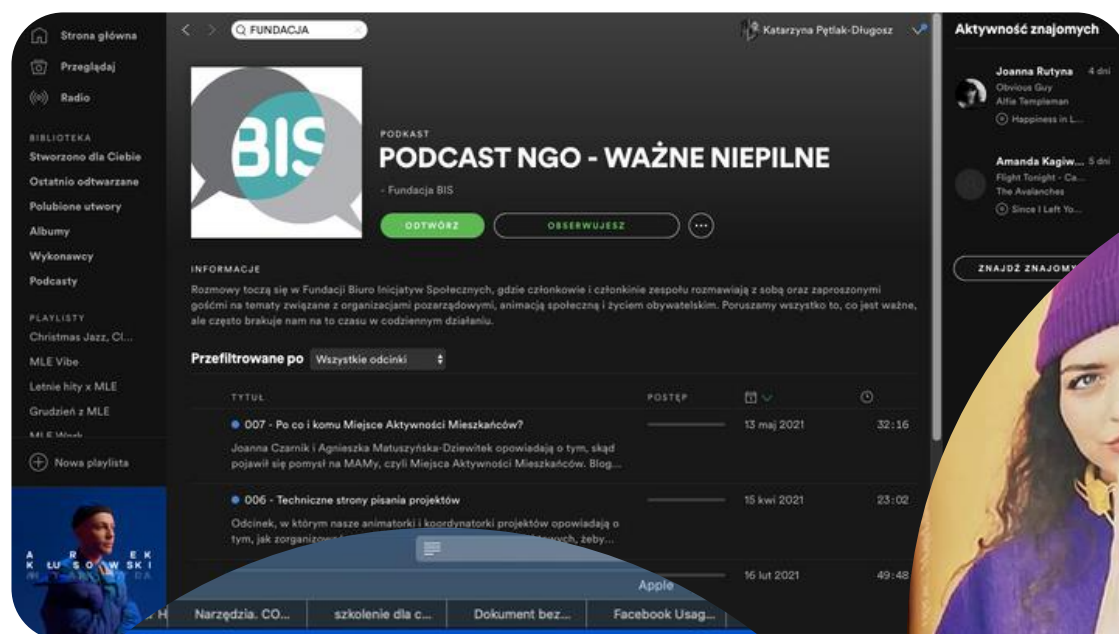 Strona główna
Przeglądaj
Radio
BIBLIOTEKA
Stworzono dla Ciebie
Ostatnio odtwarzane
Polubione utwory
Albumy
Wykonawcy
Podcasty
PLAYLISTY
Christmas Jazz, Cl...
MLE Vibe
Letnie hity x MLE
Grudzień z MLE
MLE Work
Nowa playlista
A R E K
K Ł U S O W S K I
FUNDACJA
Katarzyna Pętlak-Długosz
BIS
PODKAST
PODCAST NGO - WAŻNE NIEPILNE
- Fundacja BIS
ODTWÓRZ
OBSERWUJESZ
INFORMACJE
Rozmowy toczą się w Fundacji Biuro Inicjatyw Społecznych, gdzie członkowie i członkinie zespołu rozmawiają z sobą oraz zaproszonymi
gośćmi na tematy związane z organizacjami pozarządowymi, animacją społeczną i życiem obywatelskim. Poruszamy wszystko to, co jest ważne,
ale często brakuje nam na to czasu w codziennym działaniu.
Przefiltrowane po Wszystkie odcinki
TYTUŁ POSTĘP
007 - Po co i komu Miejsce Aktywności Mieszkańców? 13 maj 2021 32:16
Joanna Czarnik i Agnieszka Matuszyńska-Dziewitek opowiadają o tym, skąd
pojawił się pomysł na MAMy, czyli Miejsca Aktywności Mieszkańców. Blog...
006 - Techniczne strony pisania projektów 15 kwi 2021 23:02
Odcinek, w którym nasze animatorki i koordynatorki projektów opowiadają o
tym, jak żeby...
16 lut 2021 49:48
Aktywność znajomych
Joanna Rutyna 4 dni
Obvious Guy
Alfie Templeman
Happiness in L...
Amanda Kagiw... 5 dni
Flight Tonight - Ca...
The Avalanches
Since I Left Yo...
ZNAJDŹ ZNAJOMY
Apple
H Narzędzia. CO... szkolenie dla c... Dokument bez... Facebook Usag...